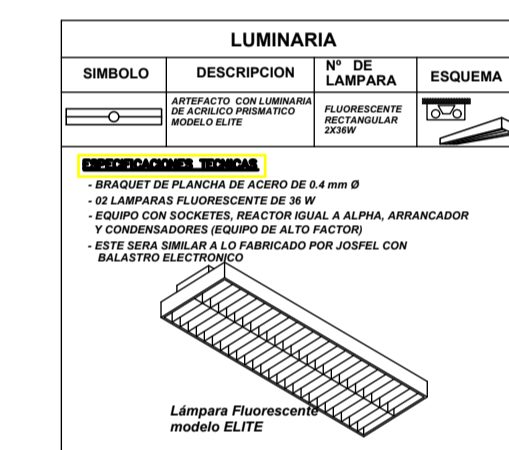 LUMINARIA
SIMBOLO
DESCRIPCION
Nº DE
LAMPARA
ESQUEMA
ARTEFACTO CON LUMINARIA
DE ACRILICO PRISMATICO
MODELO ELITE
FLUORESCENTE
RECTANGULAR
2X36W
ESPECIFICACIONES TECNICAS
- BRAQUET DE PLANCHA DE ACERO DE 0.4 mm Ø
- 02 LAMPARAS FLUORESCENTE DE 36 W
- EQUIPO CON SOCKETES, REACTOR IGUAL A ALPHA, ARRANCADOR
Y CONDENSADORES (EQUIPO DE ALTO FACTOR)
- ESTE SERA SIMILAR A LO FABRICADO POR JOSFEL CON
BALASTRO ELECTRONICO
Lámpara Fluorescente
modelo ELITE